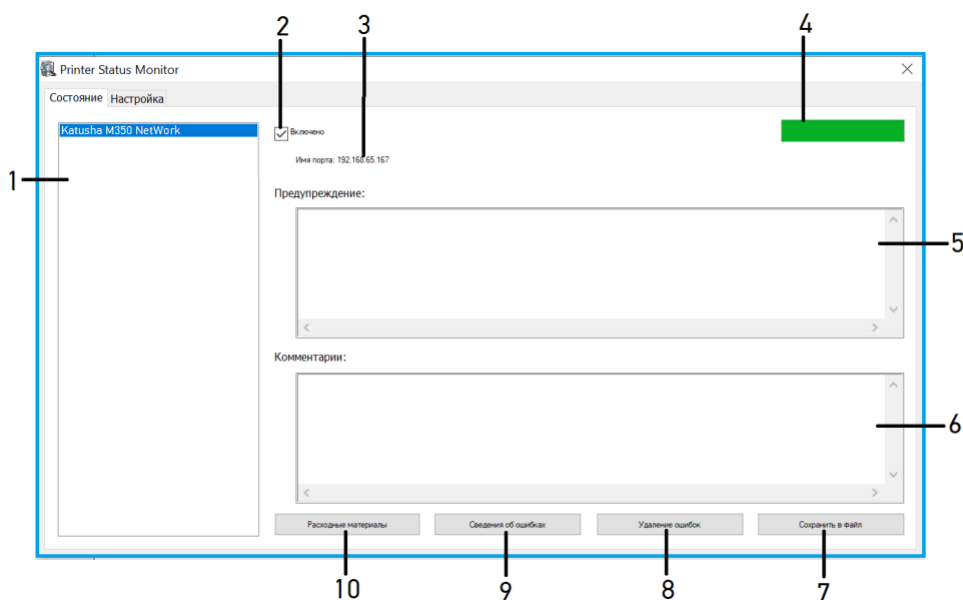 2 3 4
Printer Status Monitor
Состояние Настройка
Katusha M350 NetWork
Включено
Имя порта: 192.168.65.167
1
Предупреждение:
5
Комментарии:
6
Расходные материалы Сведения об ошибках Удаление ошибок Сохранить в файл
10 9 8 7